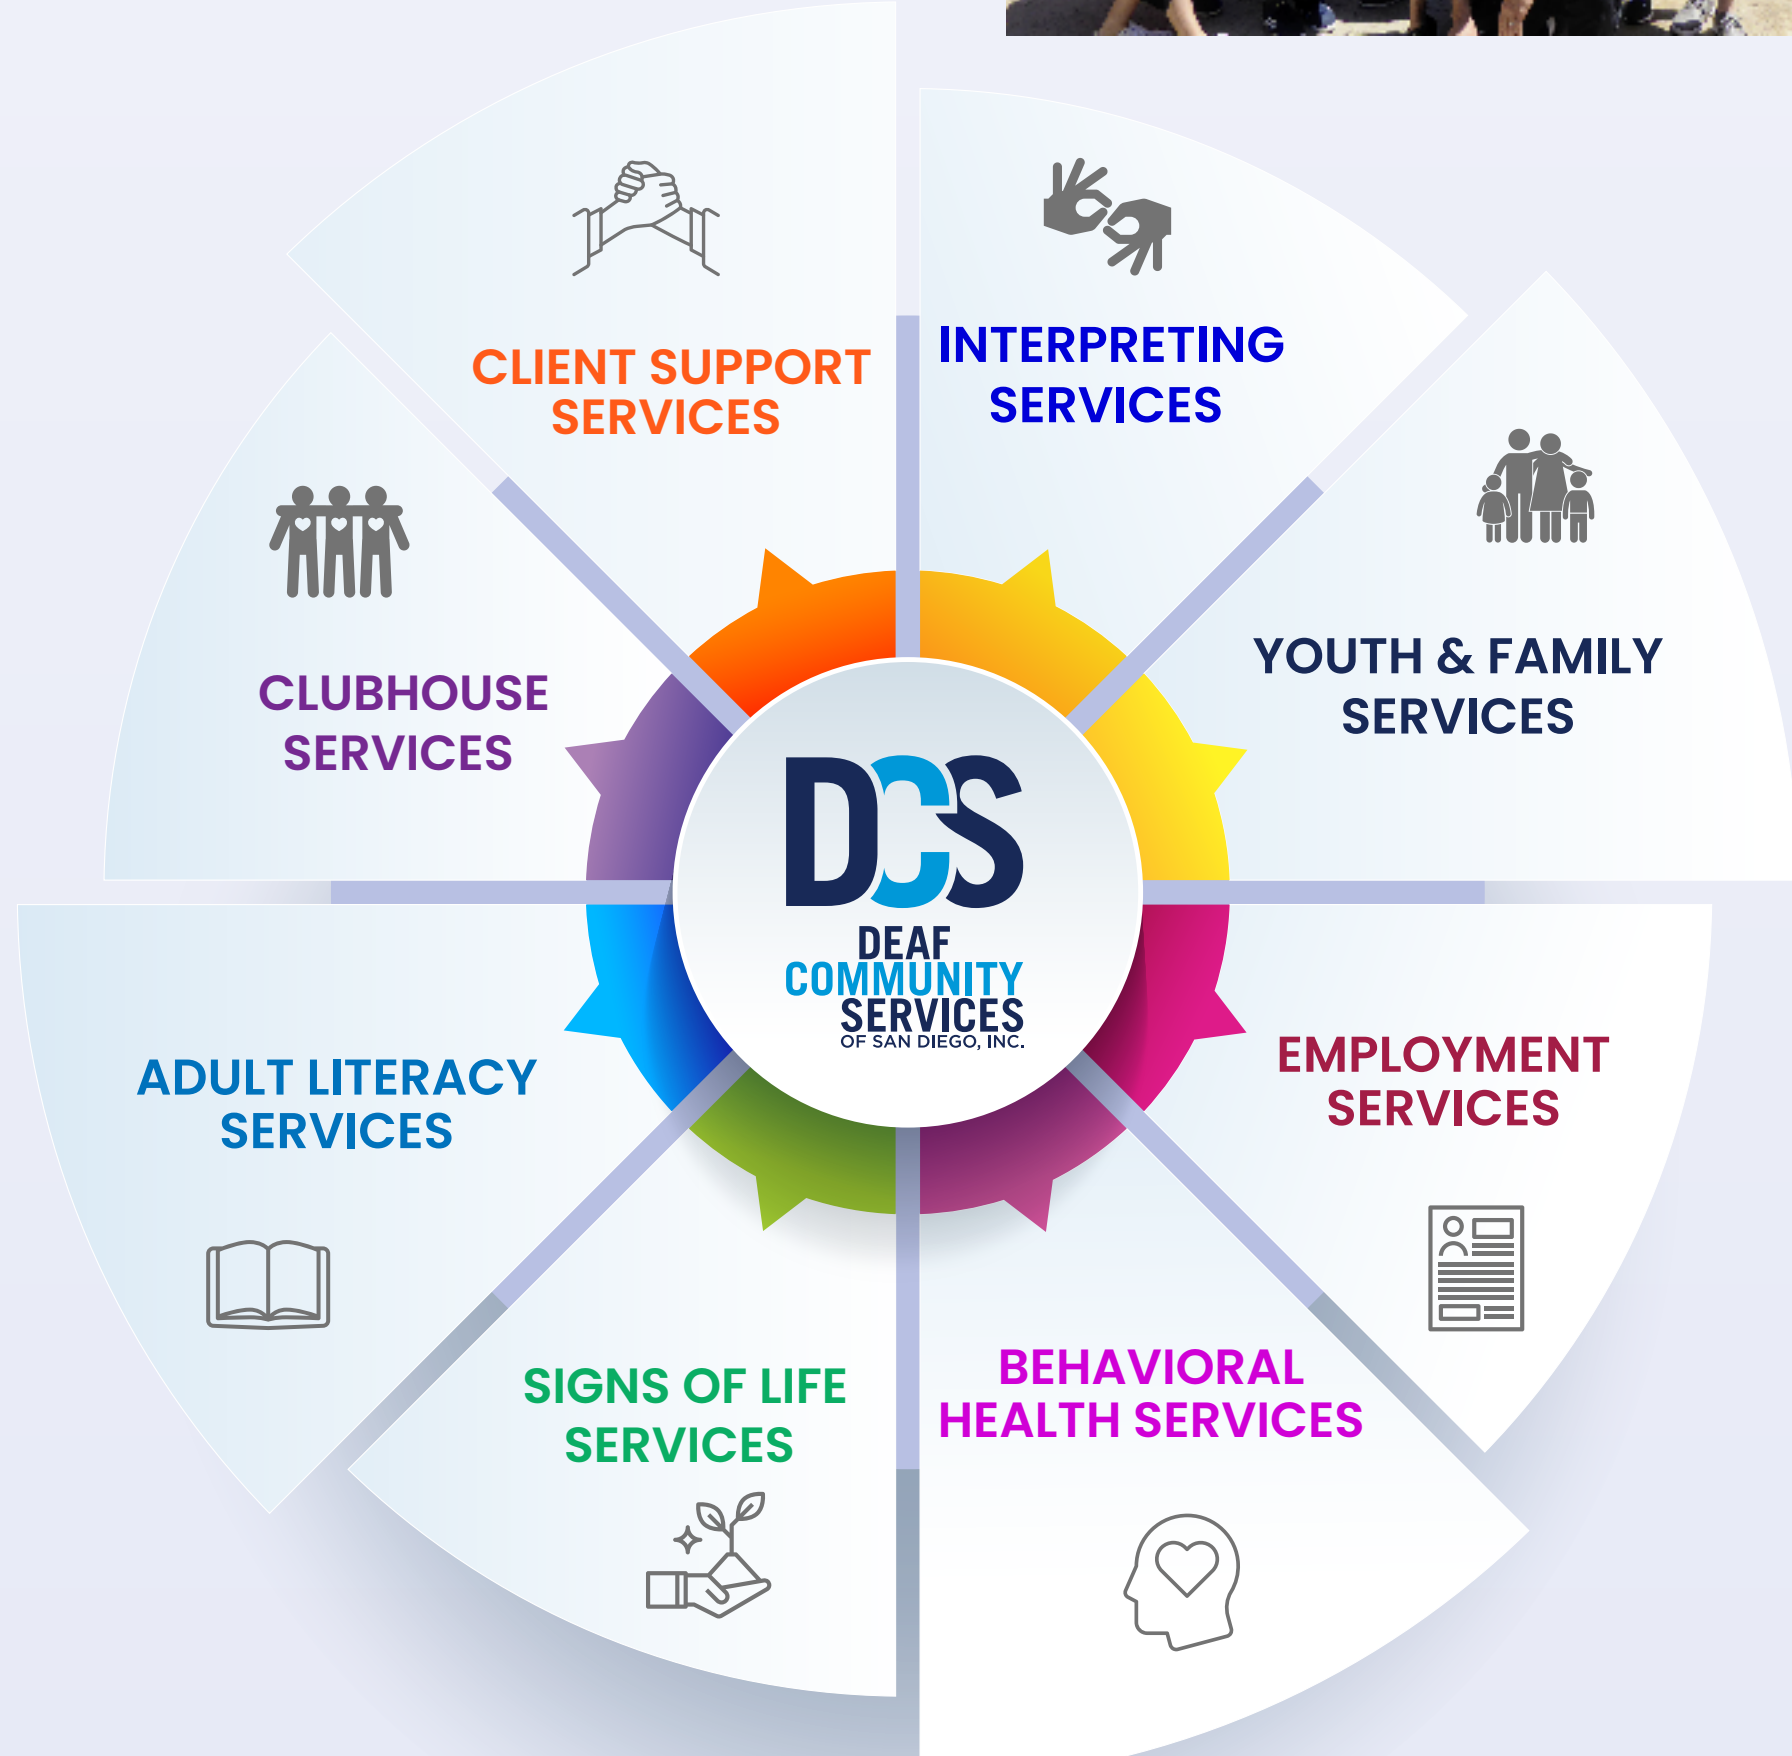 CLIENT SUPPORT
SERVICES
INTERPRETING
SERVICES
YOUTH & FAMILY
SERVICES
CLUBHOUSE
SERVICES
DCS
DEAF
COMMUNITY
SERVICES
OF SAN DIEGO, INC.
EMPLOYMENT
SERVICES
ADULT LITERACY
SERVICES
BEHAVIORAL
HEALTH SERVICES
SIGNS OF LIFE
SERVICES